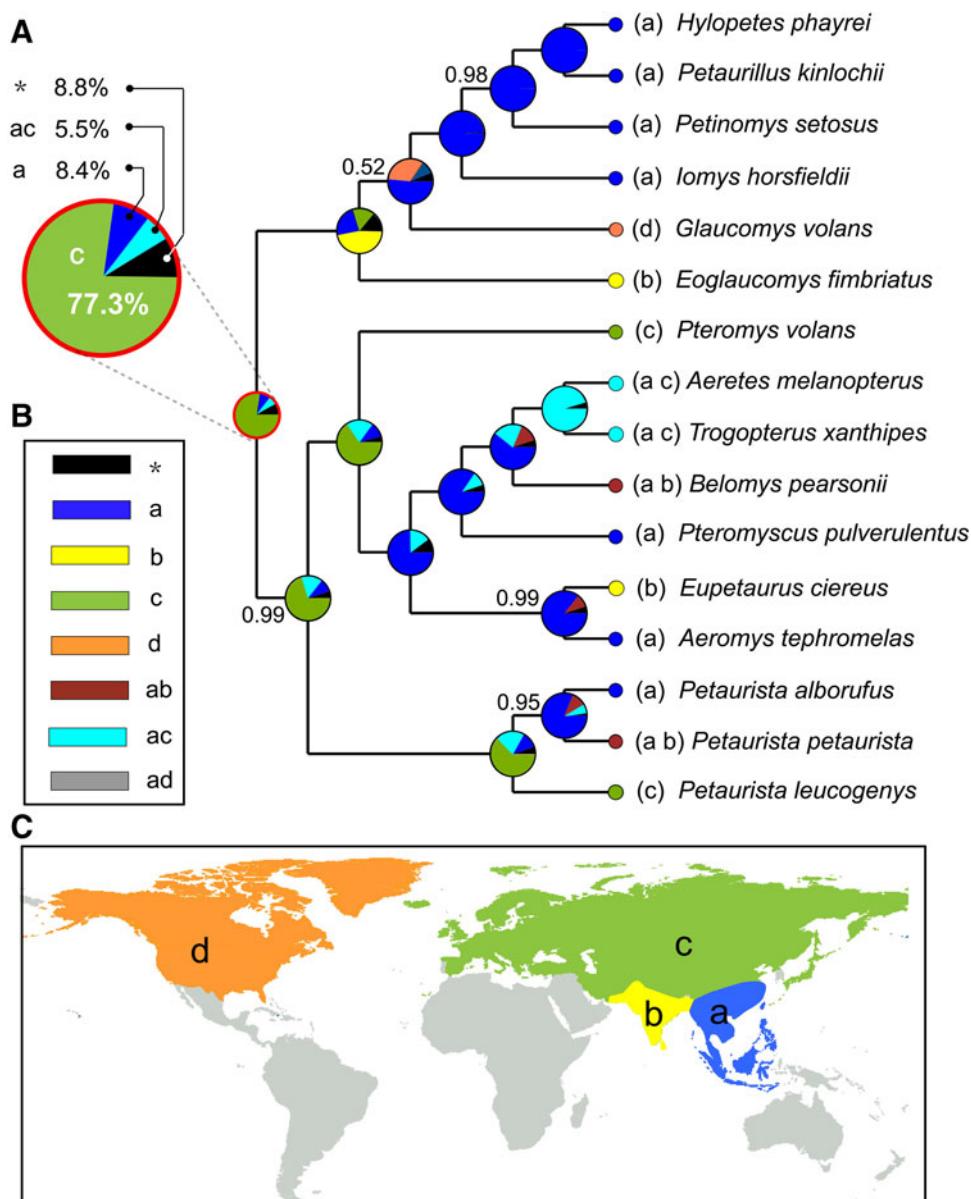 A
* 8.8%
ac 5.5%
a 8.4%
c
77.3%
0.98
0.52
0.99
0.99
0.95
(a) Hylopetes phayrei
(a) Petaurillus kinlochii
(a) Petinomys setosus
(a) Iomys horsfieldii
(d) Glaucomys volans
(b) Eoglaucomys fimbriatus
(c) Pteromys volans
(a c) Aeretes melanopterus
(a c) Trogopterus xanthipes
(a b) Belomys pearsonii
(a) Pteromyscus pulverulentus
(b) Eupetaurus ciereus
(a) Aeromys tephromelas
(a) Petaurista alborufus
(a b) Petaurista petaurista
(c) Petaurista leucogenys
B
*
a
b
c
d
ab
ac
ad
C
d
c
b
a